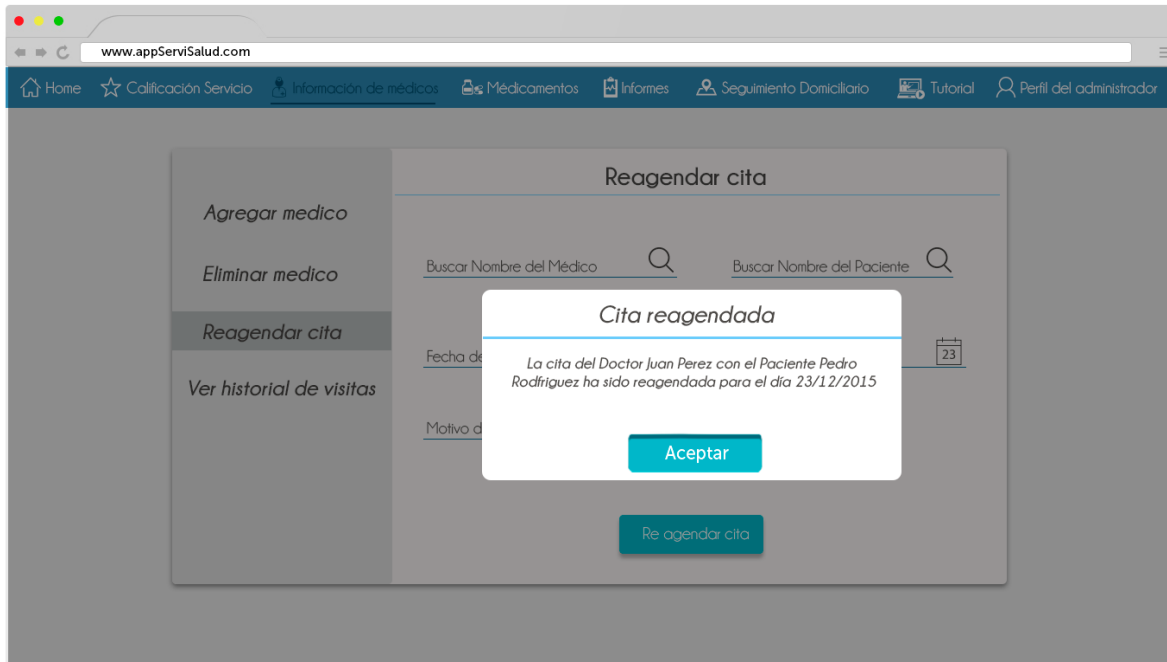 www.appServiSalud.com
Home Calificación Servicio Información de médicos Médicamentos Informes Seguimiento Domiciliario Tutorial Perfil del administrador
Reagendar cita
Agregar medico
Eliminar medico
Reagendar cita
Ver historial de visitas
Buscar Nombre del Médico Buscar Nombre del Paciente
Fecha de
23
Motivo d
Cita reagendada
La cita del Doctor Juan Perez con el Paciente Pedro
Rodfriguez ha sido reagendada para el día 23/12/2015
Aceptar
Re agendar cita